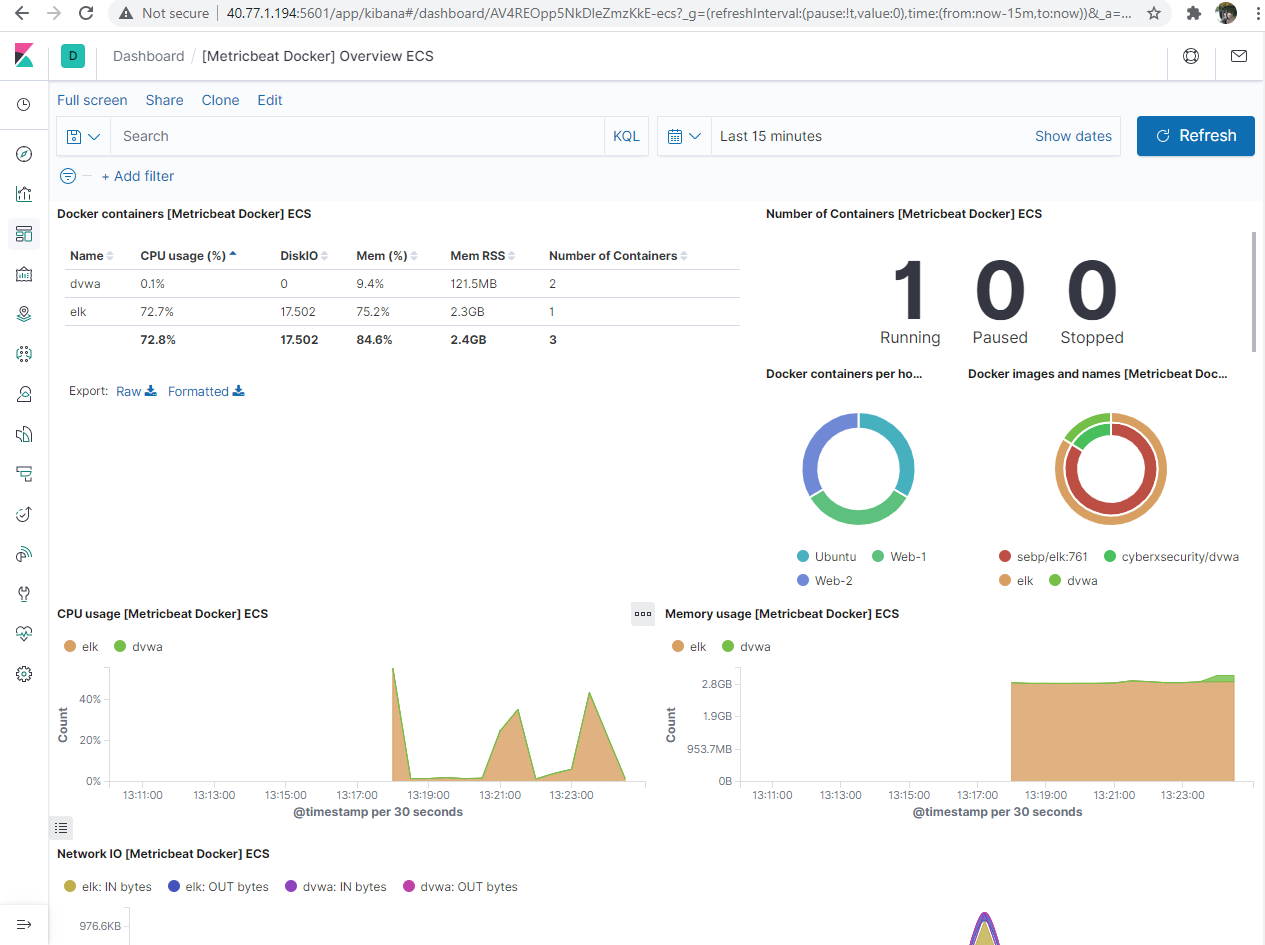 Not secure 40.77.1.194:5601/app/kibana#/dashboard/AV4REOpp5NkDleZmzKkE-ecs?_g=(refreshInterval:(pause:!t,value:0),time:(from:now-15m,to:now))&_a=...
D Dashboard / [Metricbeat Docker] Overview ECS
Full screen Share Clone Edit
Search KQL Last 15 minutes Show dates Refresh
+ Add filter
Docker containers [Metricbeat Docker] ECS
Name CPU usage (%) DiskIO Mem (%) Mem RSS Number of Containers
dvwa 0.1% 0 9.4% 121.5MB 2
elk 72.7% 17.502 75.2% 2.3GB 1
72.8% 17.502 84.6% 2.4GB 3
Export: Raw Formatted
Number of Containers [Metricbeat Docker] ECS
1 0 0
Running Paused Stopped
Docker containers per ho...
Ubuntu Web-1
Web-2
Docker images and names [Metricbeat Doc...
sebp/elk:761 cyberxsecurity/dvwa
elk dvwa
CPU usage [Metricbeat Docker] ECS
elk dvwa
Count
40%
20%
0%
13:11:00 13:13:00 13:15:00 13:17:00 13:19:00 13:21:00 13:23:00
@timestamp per 30 seconds
Memory usage [Metricbeat Docker] ECS
elk dvwa
Count
2.8GB
1.9GB
953.7MB
0B
13:11:00 13:13:00 13:15:00 13:17:00 13:19:00 13:21:00 13:23:00
@timestamp per 30 seconds
Network IO [Metricbeat Docker] ECS
elk: IN bytes elk: OUT bytes dvwa: IN bytes dvwa: OUT bytes
976.6KB